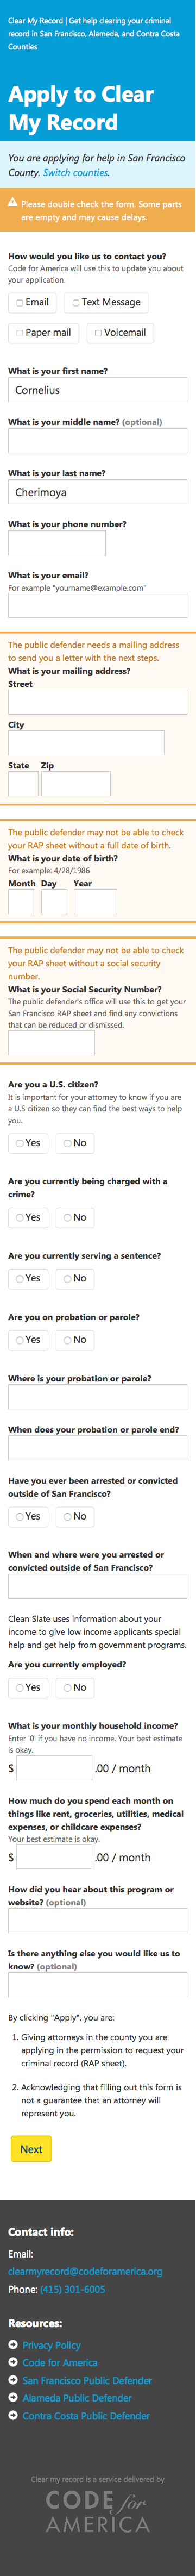 Clear My Record | Get help clearing your criminal
record in San Francisco, Alameda, and Contra Costa
Counties
Apply to Clear
My Record
You are applying for help in San Francisco
County. Switch counties.
Please double check the form. Some parts
are empty and may cause delays.
How would you like us to contact you?
Code for America will use this to update you about
your application.
Email
Text Message
Paper mail
Voicemail
What is your first name?
Cornelius
What is your middle name? (optional)
What is your last name?
Cherimoya
What is your phone number?
What is your email?
For example "yourname@example.com"
The public defender needs a mailing address
to send you a letter with the next steps.
What is your mailing address?
Street
City
State Zip
The public defender may not be able to check
your RAP sheet without a full date of birth.
What is your date of birth?
For example: 4/28/1986
Month Day Year
The public defender may not be able to check
your RAP sheet without a social security
number.
What is your Social Security Number?
The public defender's office will use this to get your
San Francisco RAP sheet and find any convictions
that can be reduced or dismissed.
Are you a U.S. citizen?
It is important for your attorney to know if you are
a U.S citizen so they can find the best ways to help
you.
Yes No
Are you currently being charged with a
crime?
Yes No
Are you currently serving a sentence?
Yes No
Are you on probation or parole?
Yes No
Where is your probation or parole?
When does your probation or parole end?
Have you ever been arrested or convicted
outside of San Francisco?
Yes No
When and where were you arrested or
convicted outside of San Francisco?
Clean Slate uses information about your
income to give low income applicants special
help and get help from government programs.
Are you currently employed?
Yes No
What is your monthly household income?
Enter '0' if you have no income. Your best estimate
is okay.
$ .00 / month
How much do you spend each month on
things like rent, groceries, utilities, medical
expenses, or childcare expenses?
Your best estimate is okay.
$ .00 / month
How did you hear about this program or
website? (optional)
Is there anything else you would like us to
know? (optional)
By clicking "Apply", you are:
1. Giving attorneys in the county you are
applying in the permission to request your
criminal record (RAP sheet).
2. Acknowledging that filling out this form is
not a guarantee that an attorney will
represent you.
Next
Contact info:
Email:
clearmyrecord@codeforamerica.org
Phone: (415) 301-6005
Resources:
Privacy Policy
Code for America
San Francisco Public Defender
Alameda Public Defender
Contra Costa Public Defender
Clear my record is a service delivered by
CODE for
AMERICA